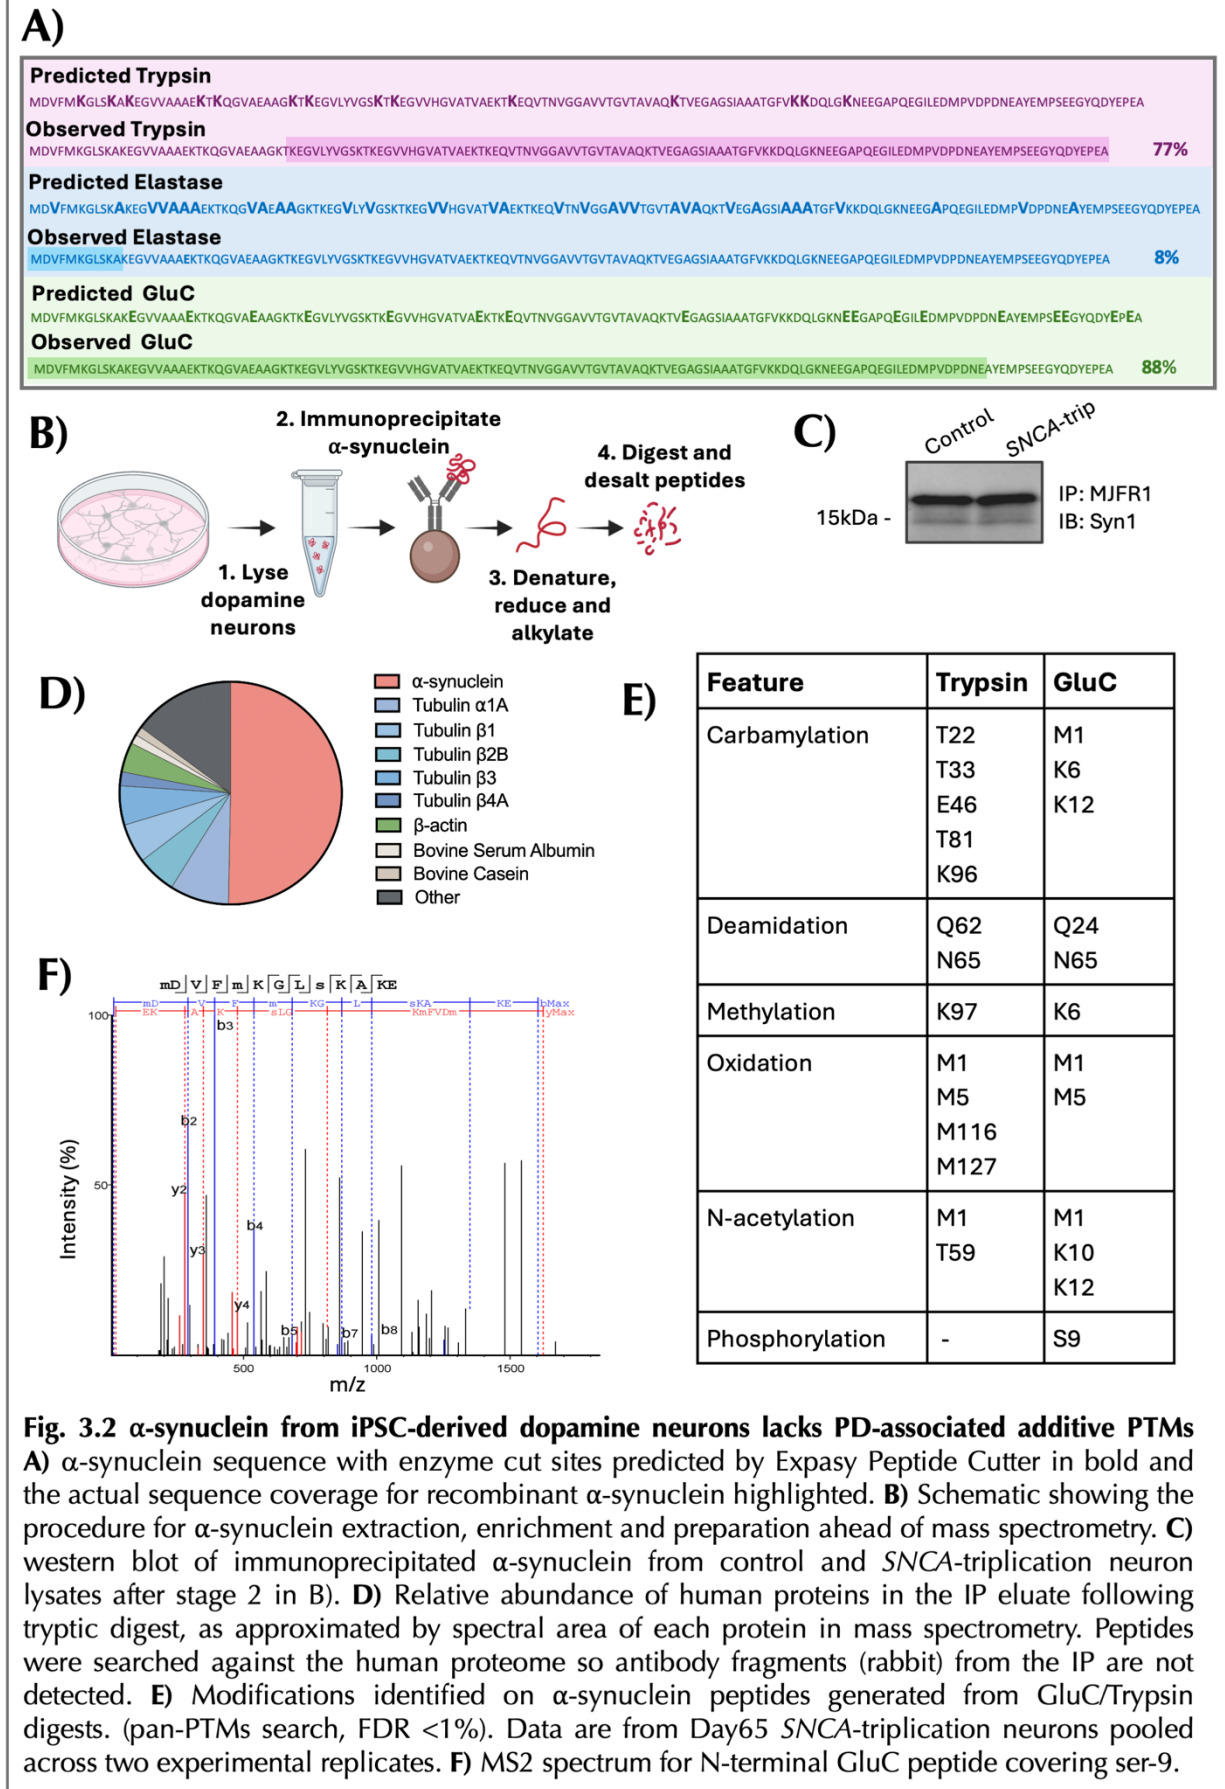 A)
Predicted Trypsin
MDVFMKGLSKAKEGVVAAAEKTKQGVAEAAGKTKEGVLYVGSKTKEGVVHGVATVAEKTKEQVTNVGGAVVTGVTAVAQKTVEGAGSIAAATGFVKKDQLGKNEEGAPQEGILEDMPVDPDNEAYEMPSEEGYQDYEPEA
Observed Trypsin
MDVFMKGLSKAKEGVVAAAEKTKQGVAEAAGKTKEGVLYVGSKTKEGVVHGVATVAEKTKEQVTNVGGAVVTGVTAVAQKTVEGAGSIAAATGFVKKDQLGKNEEGAPQEGILEDMPVDPDNEAYEMPSEEGYQDYEPEA 77%
Predicted Elastase
MDVFMKGLSKAKEGVVAAAEKTKQGVAEAAGKTKEGVLYVGSKTKEGVVHGVATVAEKTKEQVTNVGGAVVTGVTAVAQKTVEGAGSIAAATGFVKKDQLGKNEEGAPQEGILEDMPVDPDNEAYEMPSEEGYQDYEPEA
Observed Elastase
MDVFMKGLSKAKEGVVAAAEKTKQGVAEAAGKTKEGVLYVGSKTKEGVVHGVATVAEKTKEQVTNVGGAVVTGVTAVAQKTVEGAGSIAAATGFVKKDQLGKNEEGAPQEGILEDMPVDPDNEAYEMPSEEGYQDYEPEA 8%
Predicted GluC
MDVFMKGLSKAKEGVVAAAEKTKQGVAEAAGKTKEGVLYVGSKTKEGVVHGVATVAEKTKEQVTNVGGAVVTGVTAVAQKTVEGAGSIAAATGFVKKDQLGKNEEGAPQEGILEDMPVDPDNEAYEMPSEEGYQDYEPEA
Observed GluC
MDVFMKGLSKAKEGVVAAAEKTKQGVAEAAGKTKEGVLYVGSKTKEGVVHGVATVAEKTKEQVTNVGGAVVTGVTAVAQKTVEGAGSIAAATGFVKKDQLGKNEEGAPQEGILEDMPVDPDNEAYEMPSEEGYQDYEPEA 88%
B)
1. Lyse
dopamine
neurons
2. Immunoprecipitate
α-synuclein
3. Denature,
reduce and
alkylate
4. Digest and
desalt peptides
C)
Control SNCA-trip
15kDa -
IP: MJFR1
IB: Syn1
D)
α-synuclein
Tubulin α1A
Tubulin β1
Tubulin β2B
Tubulin β3
Tubulin β4A
β-actin
Bovine Serum Albumin
Bovine Casein
Other
E)
Feature Trypsin GluC
Carbamylation T22 M1
T33 K6
E46 K12
T81
K96
Deamidation Q62 Q24
N65 N65
Methylation K97 K6
Oxidation M1 M1
M5 M5
M116
M127
N-acetylation M1 M1
T59 K10
K12
Phosphorylation - S9
F)
mD V F m K G L s K A KE
mD V F m KG L sKA KE bMax
EK A K sLG KmFVDm yMax
100
b3
b2
y2
50
b4
y3
y4
b5
b7
b8
Intensity (%)
500 1000 1500
m/z
Fig. 3.2 α-synuclein from iPSC-derived dopamine neurons lacks PD-associated additive PTMs
A) α-synuclein sequence with enzyme cut sites predicted by Expasy Peptide Cutter in bold and
the actual sequence coverage for recombinant α-synuclein highlighted. B) Schematic showing the
procedure for α-synuclein extraction, enrichment and preparation ahead of mass spectrometry. C)
western blot of immunoprecipitated α-synuclein from control and SNCA-triplication neuron
lysates after stage 2 in B). D) Relative abundance of human proteins in the IP eluate following
tryptic digest, as approximated by spectral area of each protein in mass spectrometry. Peptides
were searched against the human proteome so antibody fragments (rabbit) from the IP are not
detected. E) Modifications identified on α-synuclein peptides generated from GluC/Trypsin
digests. (pan-PTMs search, FDR <1%). Data are from Day65 SNCA-triplication neurons pooled
across two experimental replicates. F) MS2 spectrum for N-terminal GluC peptide covering ser-9.